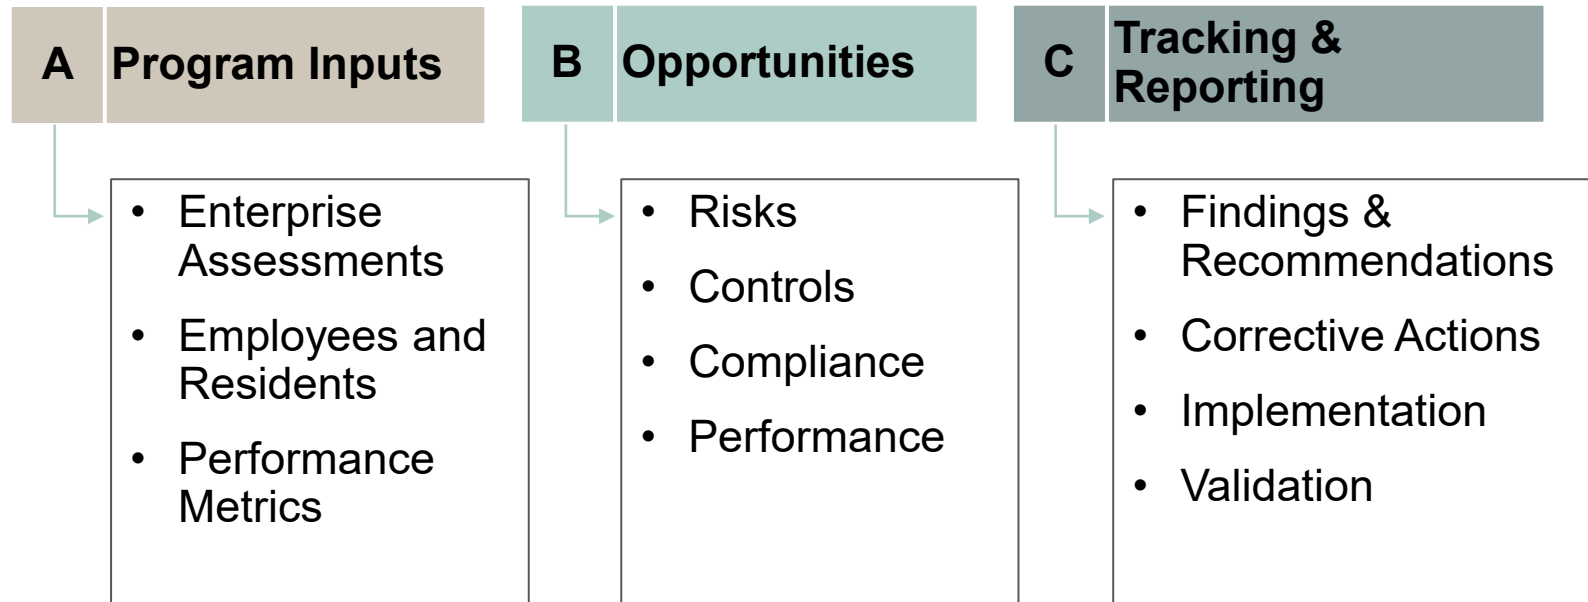 A Program Inputs
• Enterprise
Assessments
• Employees and
Residents
• Performance
Metrics
B Opportunities
• Risks
• Controls
• Compliance
• Performance
C Tracking &
Reporting
• Findings &
Recommendations
• Corrective Actions
• Implementation
• Validation